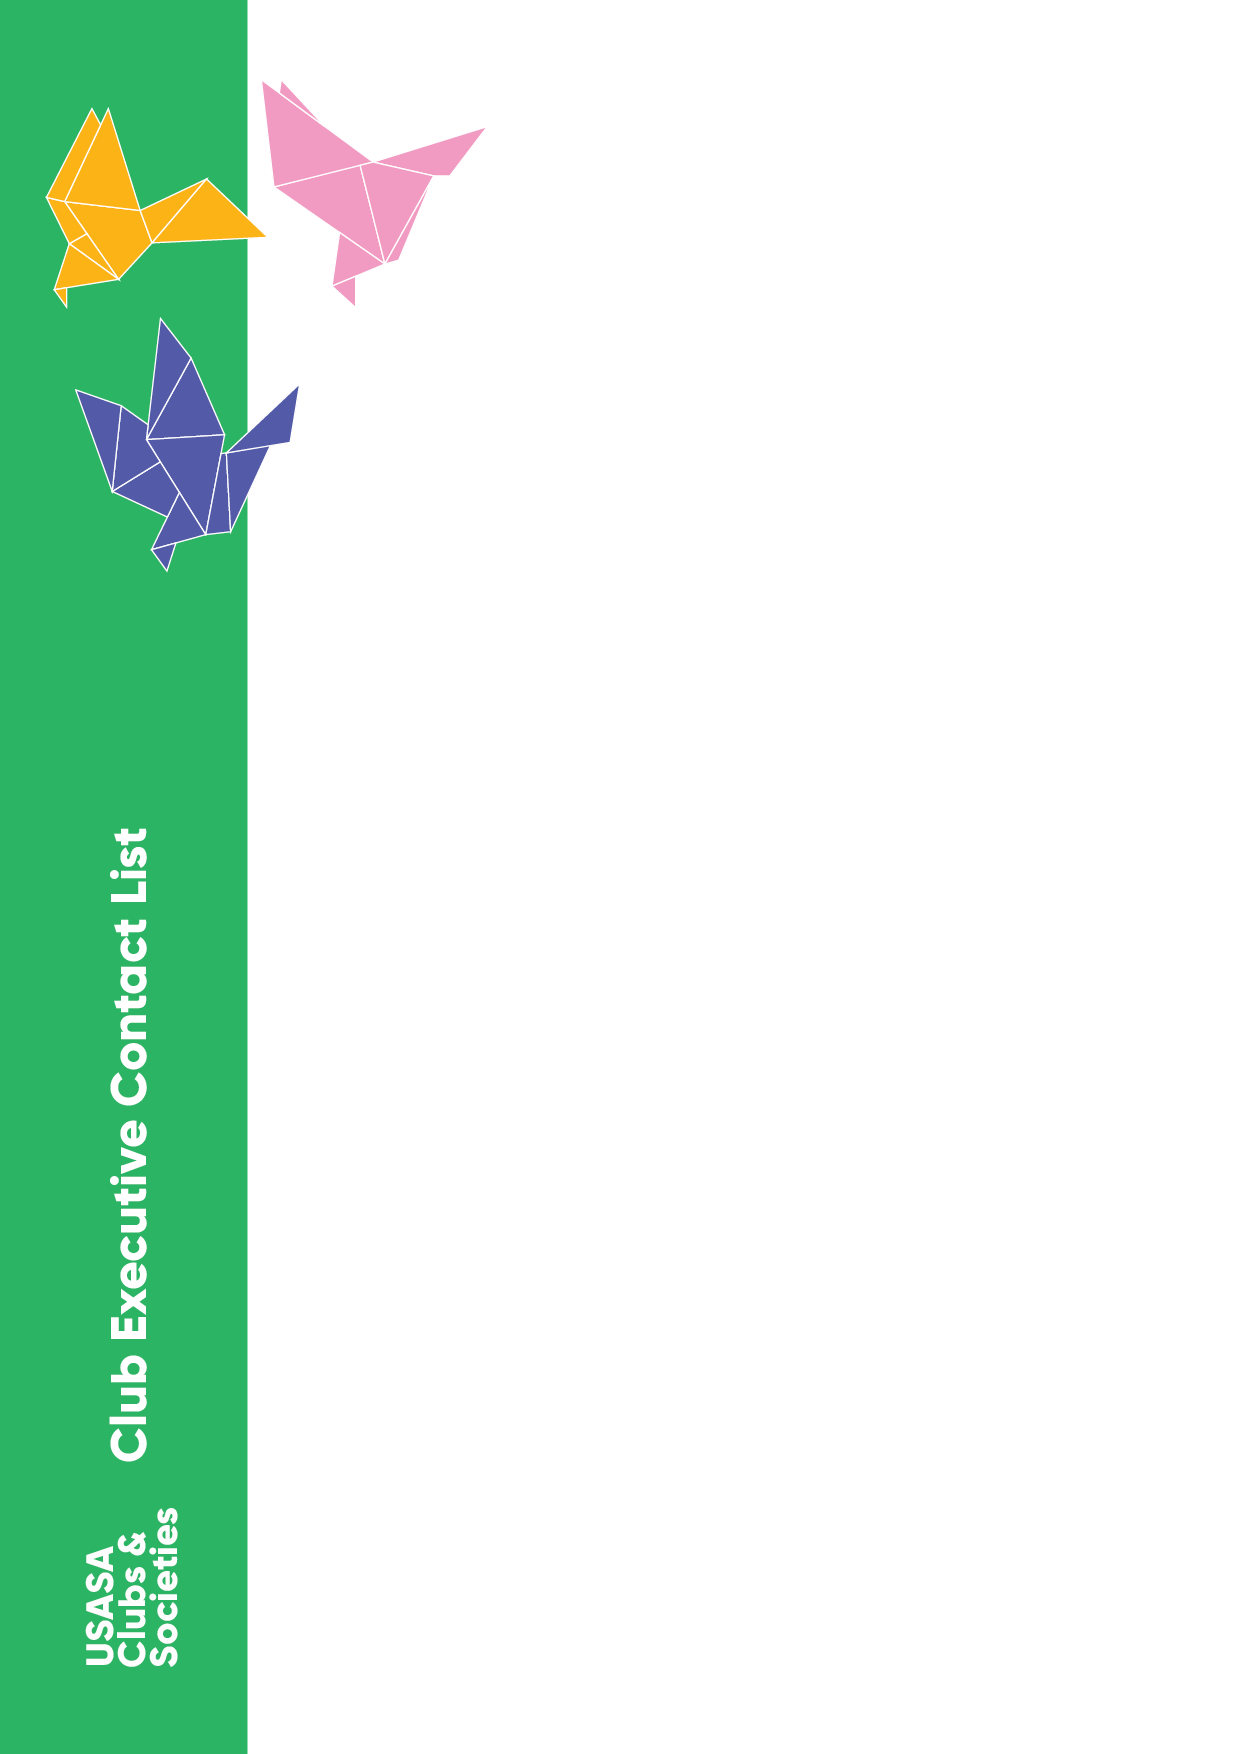 Club Executive Contact List
USASA
Clubs &
Societies